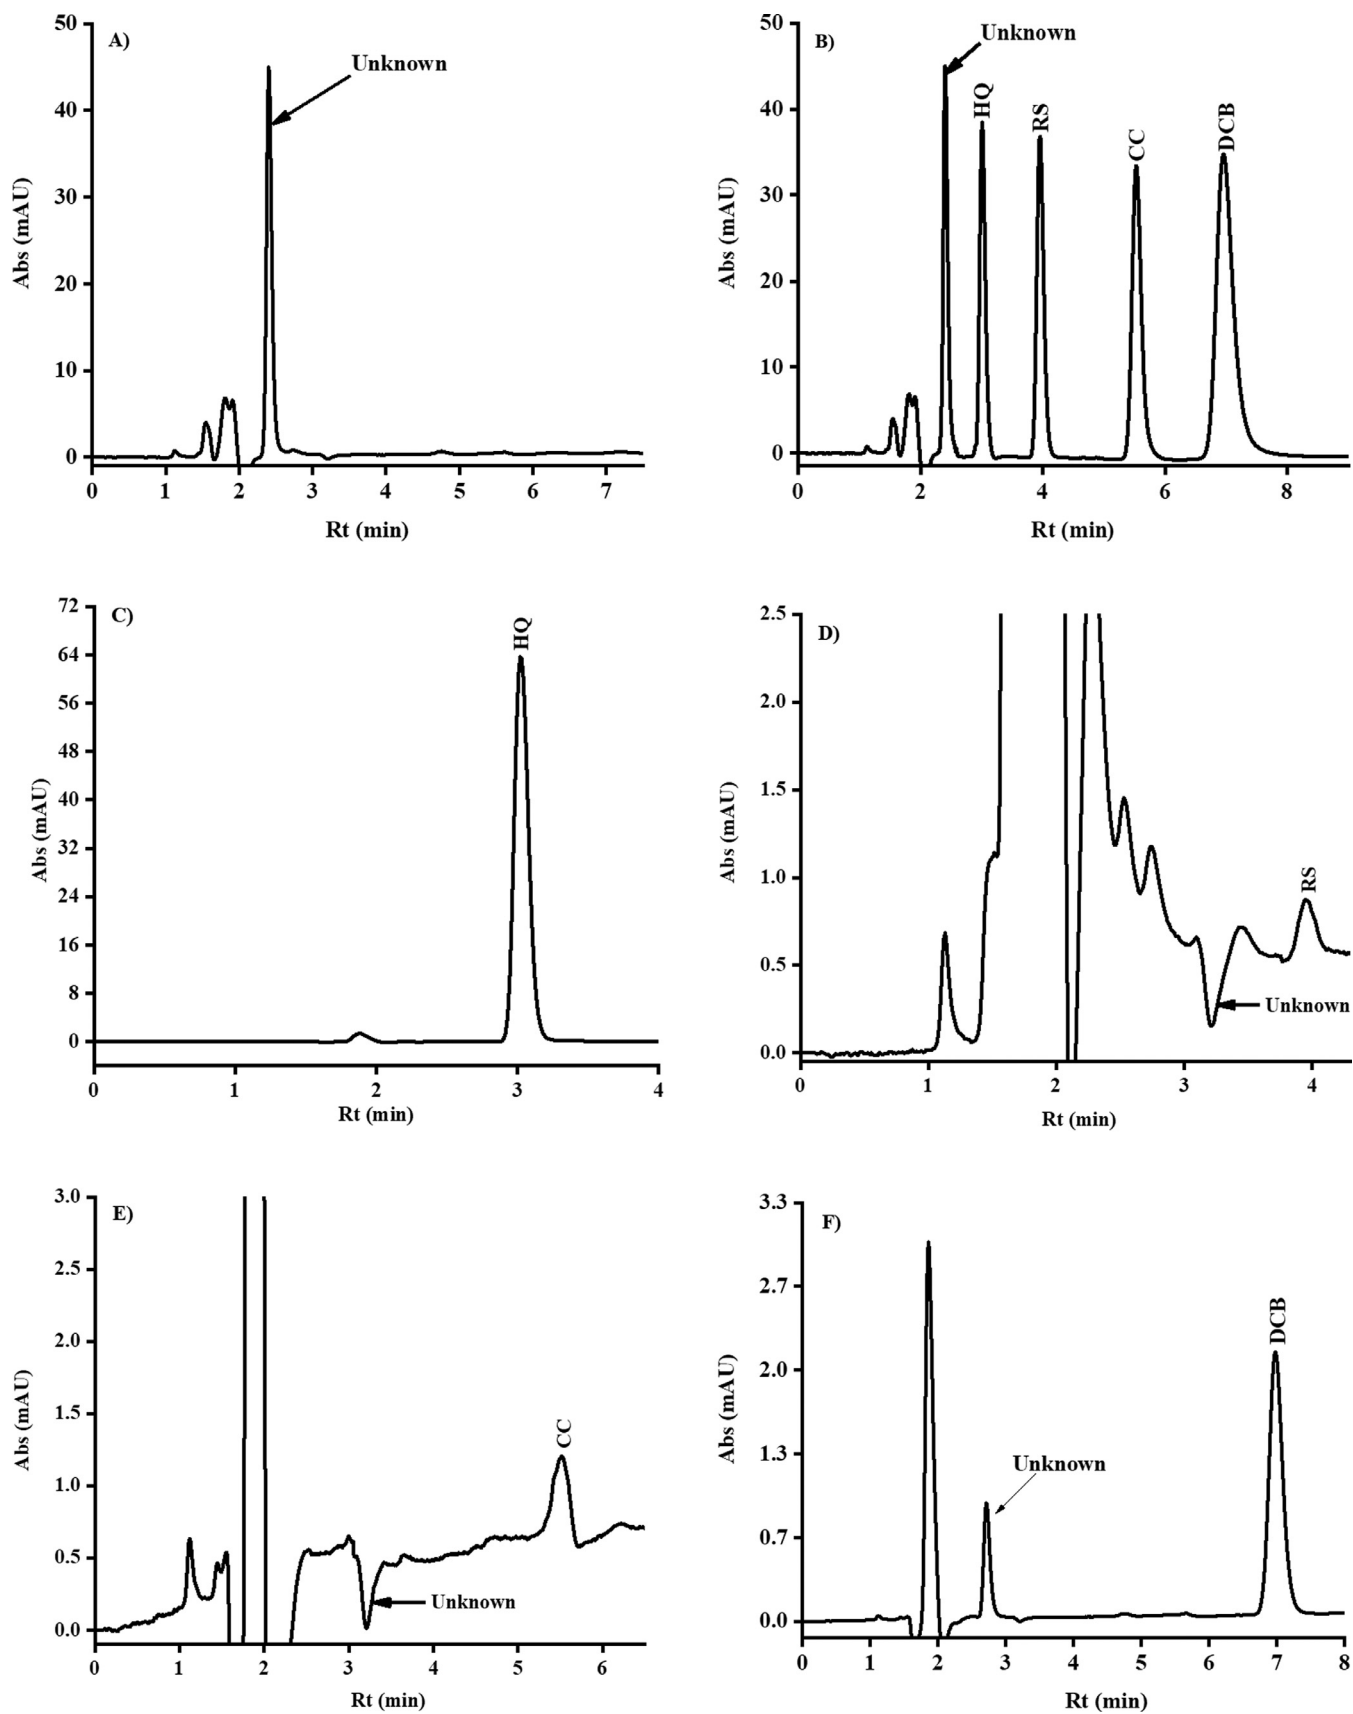 A)
Unknown
50
40
30
20
10
0
Abs (mAU)
0 1 2 3 4 5 6 7
Rt (min)
B)
Unknown
HQ
RS
CC
DCB
50
40
30
20
10
0
Abs (mAU)
0 2 4 6 8
Rt (min)
C)
HQ
72
64
56
48
40
32
24
16
8
0
Abs (mAU)
0 1 2 3 4
Rt (min)
D)
RS
Unknown
2.5
2.0
1.5
1.0
0.5
0.0
Abs (mAU)
0 1 2 3 4
Rt (min)
E)
CC
Unknown
3.0
2.5
2.0
1.5
1.0
0.5
0.0
Abs (mAU)
0 1 2 3 4 5 6
Rt (min)
F)
DCB
Unknown
3.3
2.7
2.0
1.3
0.7
0.0
Abs (mAU)
0 1 2 3 4 5 6 7 8
Rt (min)